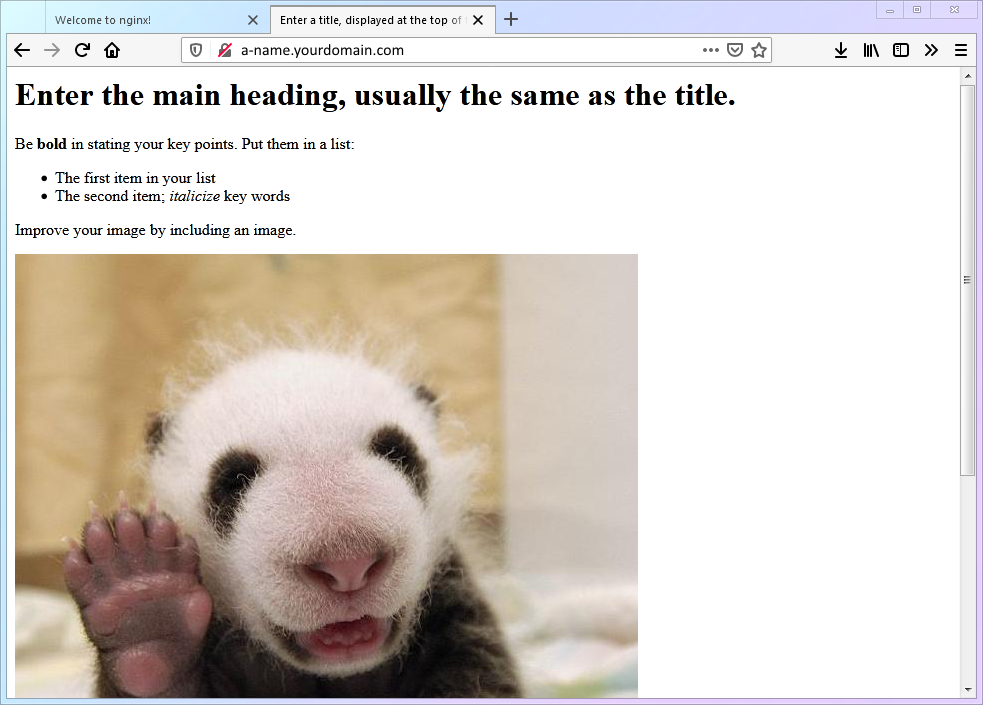 Welcome to nginx!
Enter a title, displayed at the top of
a-name.yourdomain.com
Enter the main heading, usually the same as the title.
Be bold in stating your key points. Put them in a list:
The first item in your list
The second item; italicize key words
Improve your image by including an image.